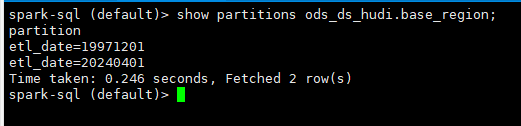 spark-sql (default)> show partitions ods_ds_hudi.base_region;
partition
etl_date=19971201
etl_date=20240401
Time taken: 0.246 seconds, Fetched 2 row(s)
spark-sql (default)>